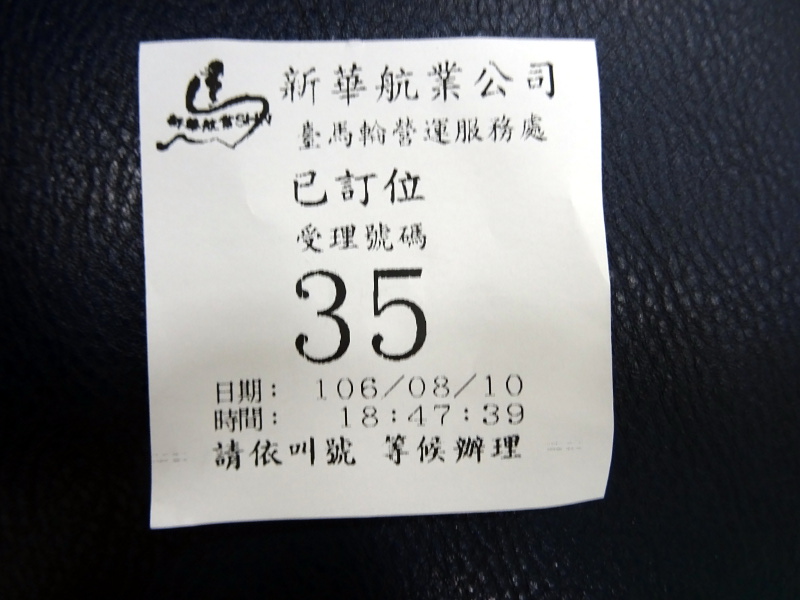 新華航業公司
臺馬輪營運服務處
已訂位
受理號碼
35
日期： 106/08/10
時間： 18:47:39
請依叫號 等候辦理